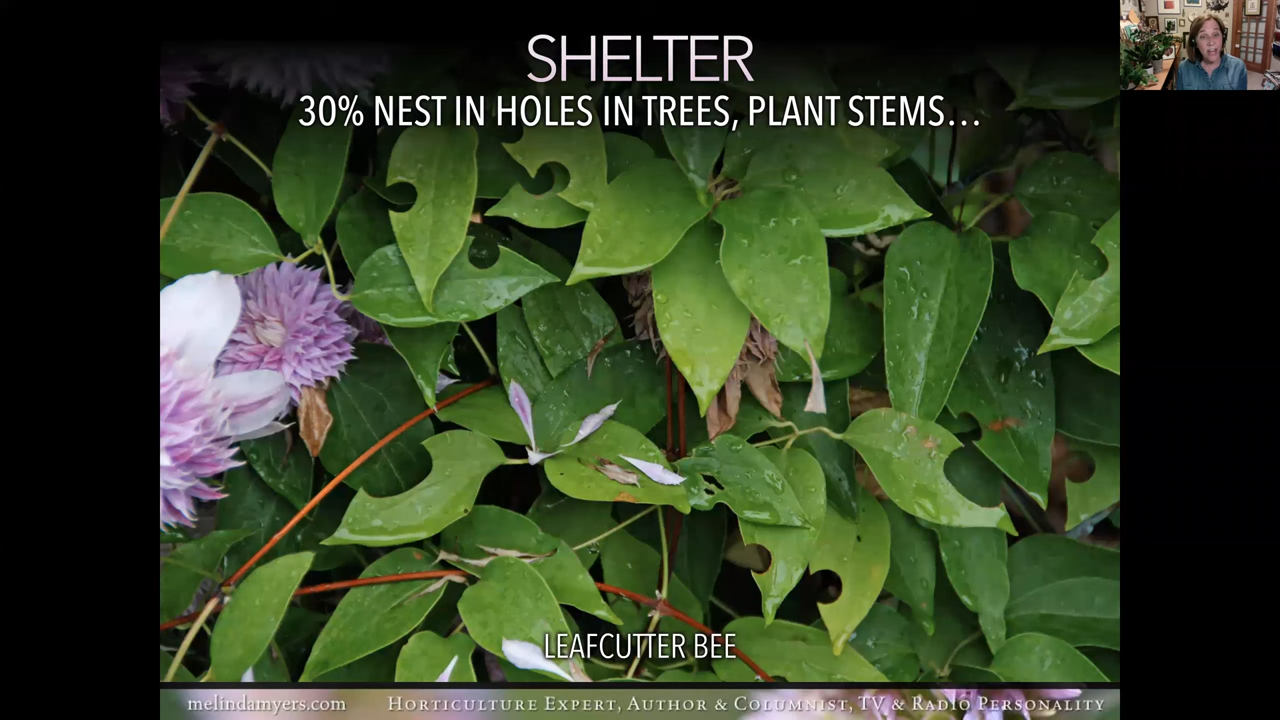 SHELTER
30% NEST IN HOLES IN TREES, PLANT STEMS...
LEAFCUTTER BEE
melindamyers.com HORTICULTURE EXPERT, AUTHOR & COLUMNIST, TV & RADIO PERSONALITY